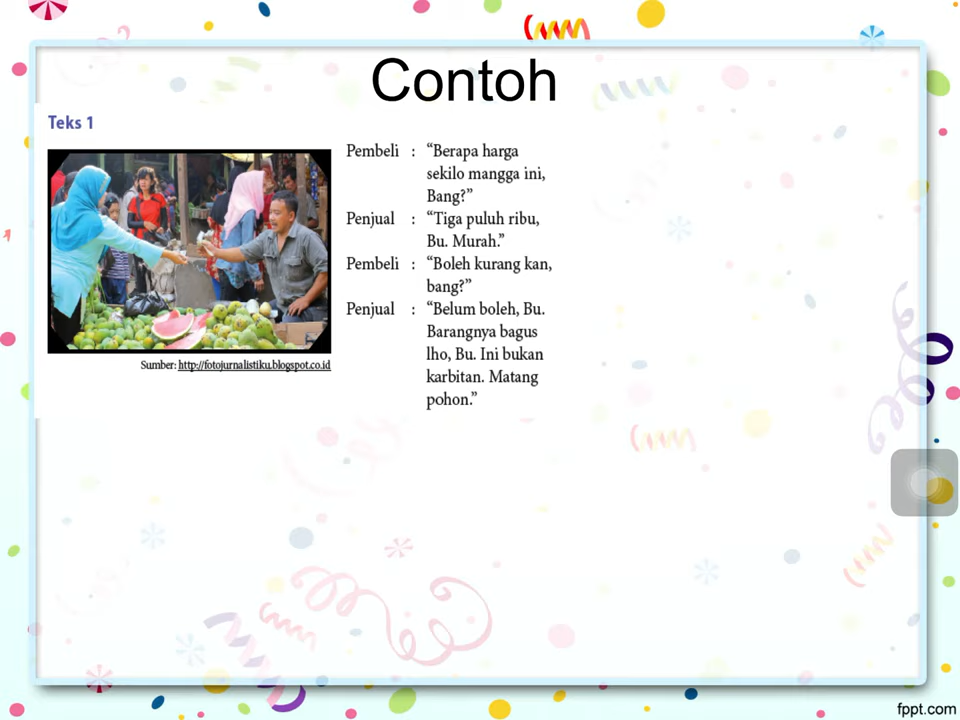 Contoh
Teks 1
Pembeli : “Berapa harga
sekilo mangga ini,
Bang?”
Penjual : “Tiga puluh ribu,
Bu. Murah.”
Pembeli : “Boleh kurang kan,
bang?”
Penjual : “Belum boleh, Bu.
Barangnya bagus
lho, Bu. Ini bukan
karbitan. Matang
pohon.”
Sumber: http://fotojurnalistiku.blogspot.co.id
fppt.com